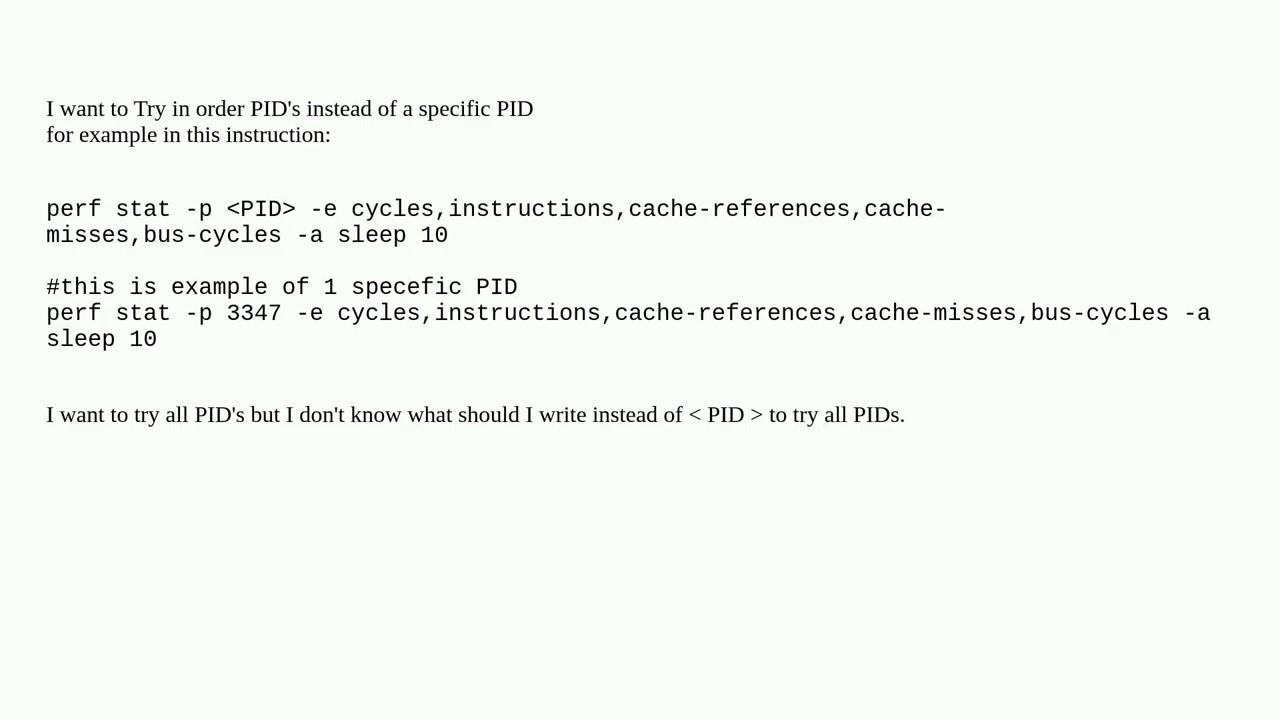 I want to Try in order PID's instead of a specific PID
for example in this instruction:
perf stat -p <PID> -e cycles,instructions,cache-references,cache-
misses,bus-cycles -a sleep 10
#this is example of 1 specefic PID
perf stat -p 3347 -e cycles,instructions,cache-references,cache-misses,bus-cycles -a
sleep 10
I want to try all PID's but I don't know what should I write instead of < PID > to try all PIDs.